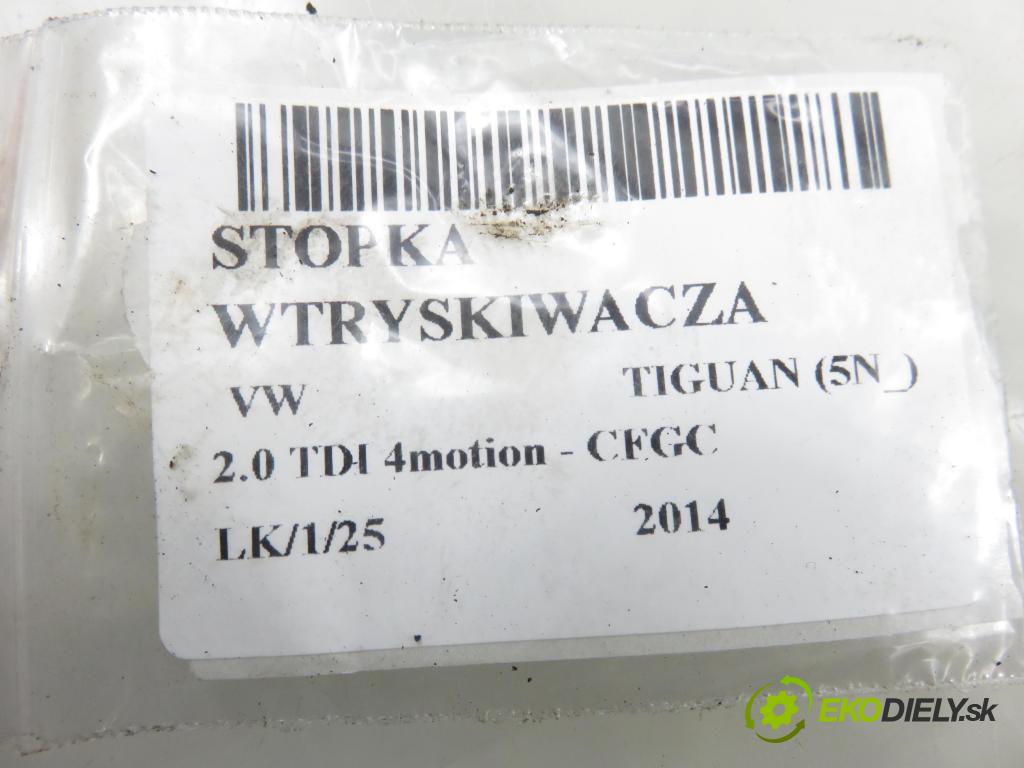 STOPKA
WTRYSKIWACZA
VW TIGUAN (5N_)
2.0 TDI 4motion - CFGC
LK/1/25 2014
EKODIELY.sk